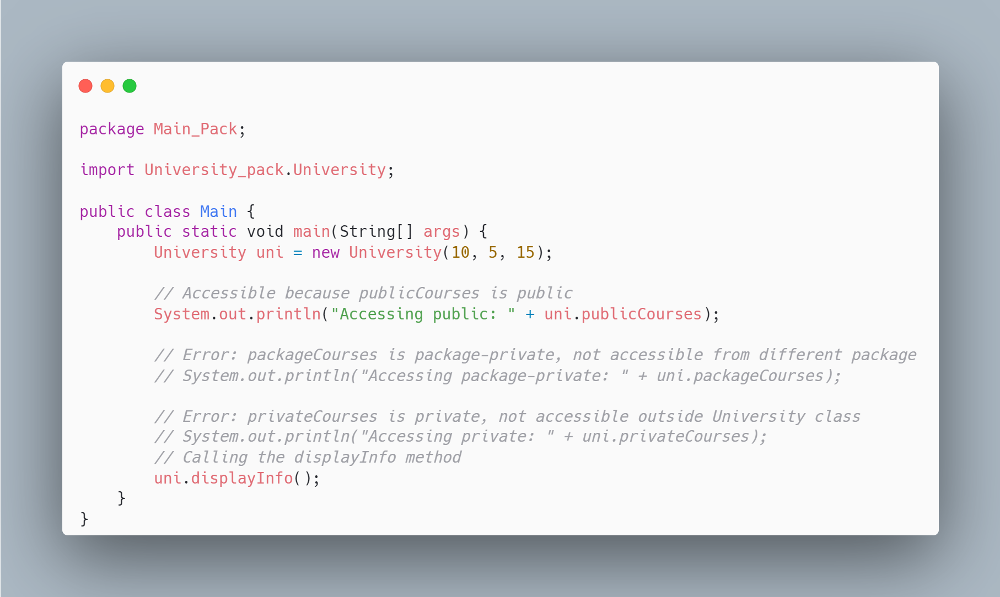 package Main_Pack;
import University_pack.University;
public class Main {
    public static void main(String[] args) {
        University uni = new University(10, 5, 15);
        // Accessible because publicCourses is public
        System.out.println("Accessing public: " + uni.publicCourses);
        // Error: packageCourses is package-private, not accessible from different package
        // System.out.println("Accessing package-private: " + uni.packageCourses);
        // Error: privateCourses is private, not accessible outside University class
        // System.out.println("Accessing private: " + uni.privateCourses);
        // Calling the displayInfo method
        uni.displayInfo();
    }
}